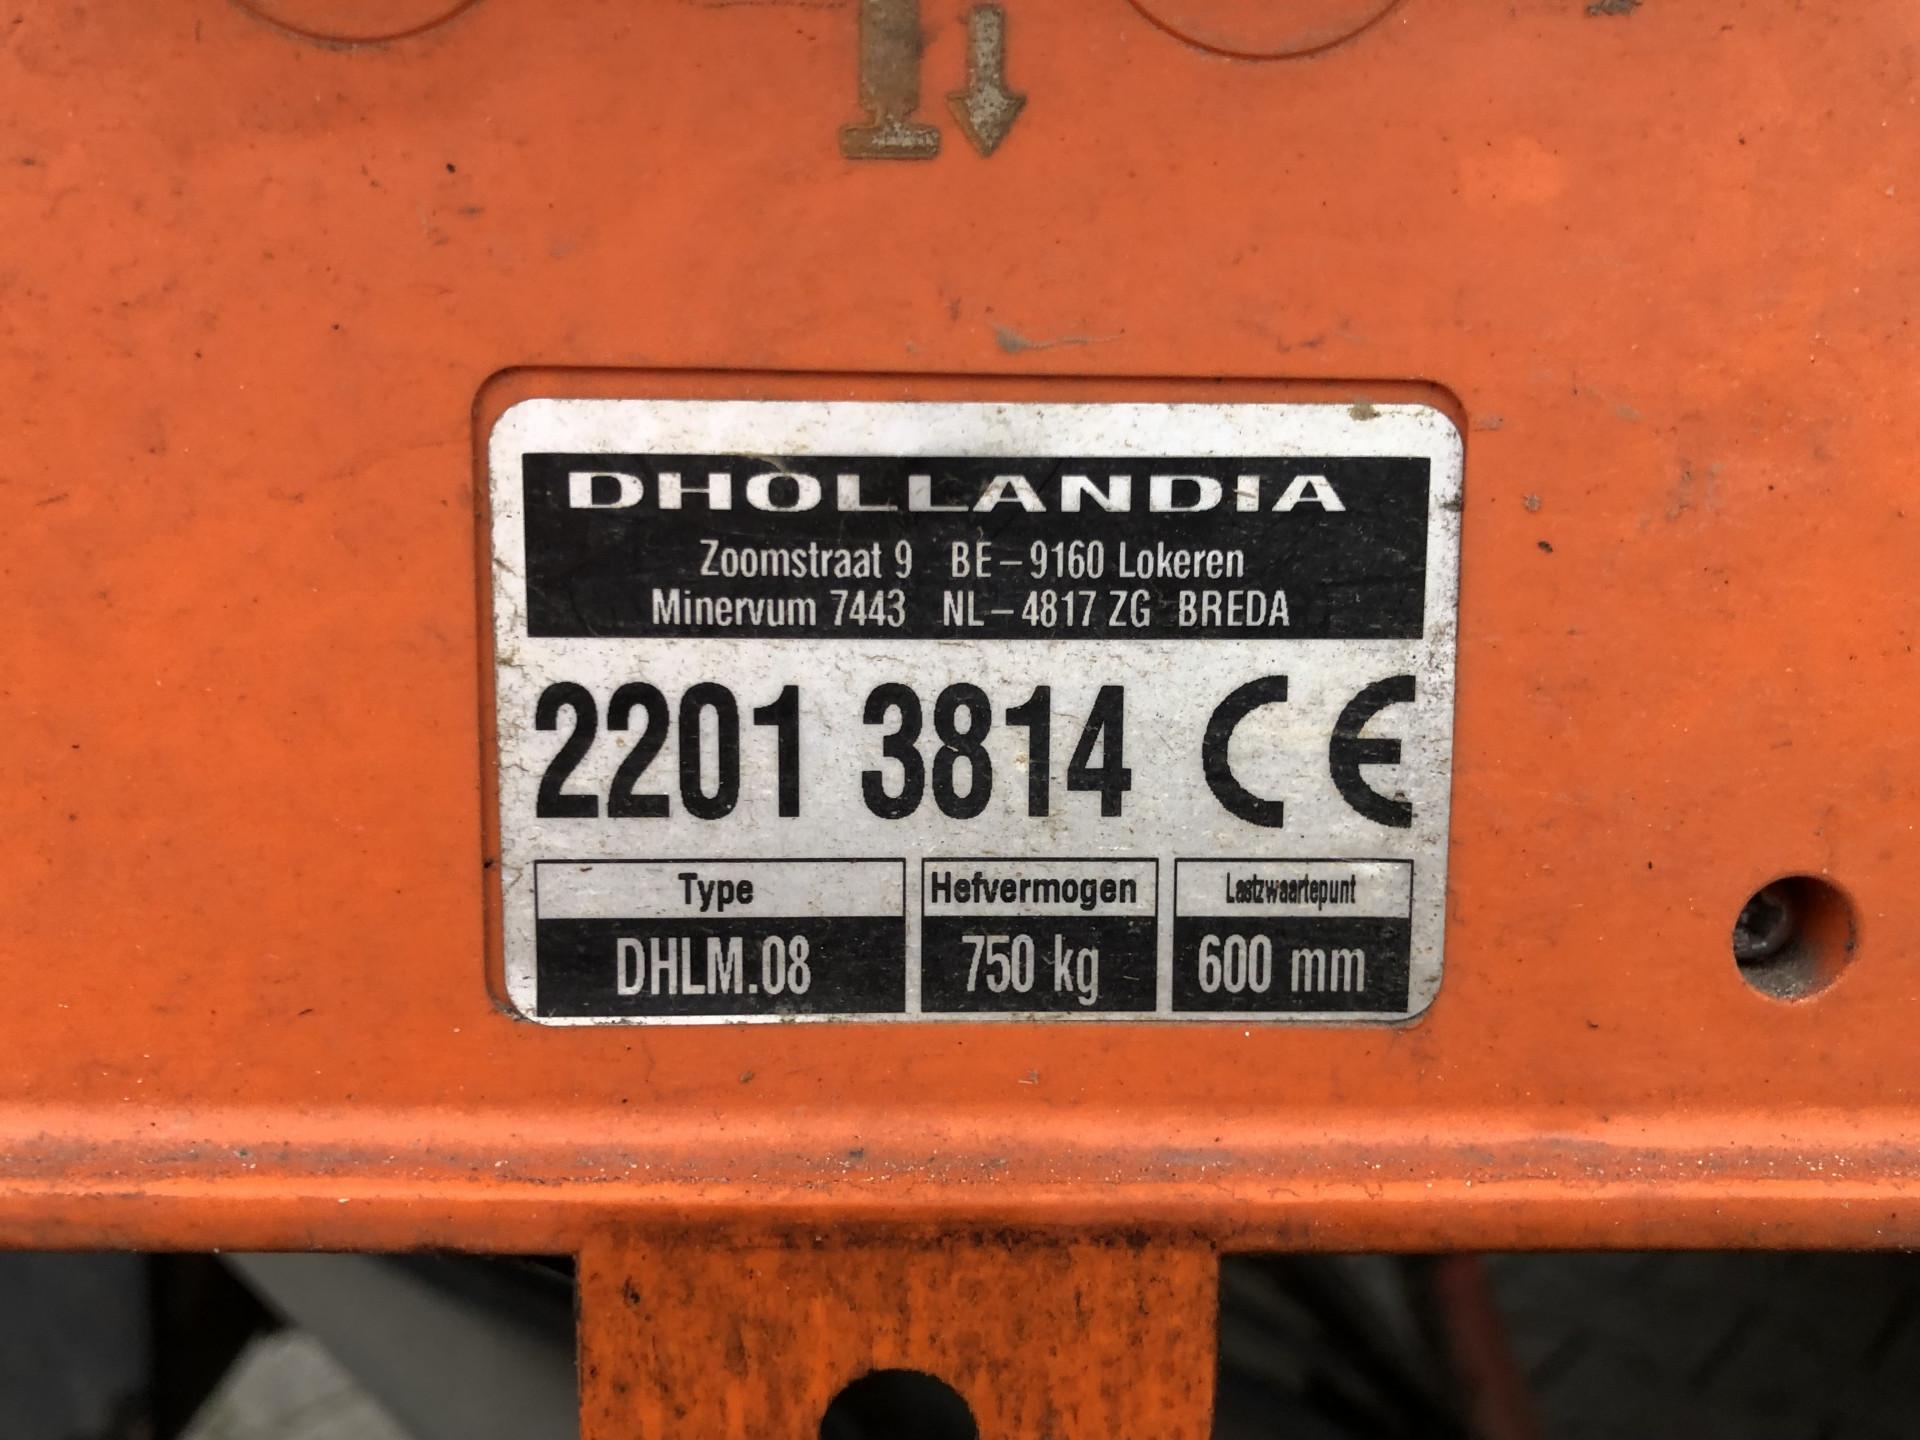 DHOLLANDIA
Zoomstraat 9 BE-9160 Lokeren
Minervum 7443 NL-4817 ZG BREDA
2201 3814 CE
Type Hefvermogen Lastzwaartepunt
DHLM.08 750 kg 600 mm